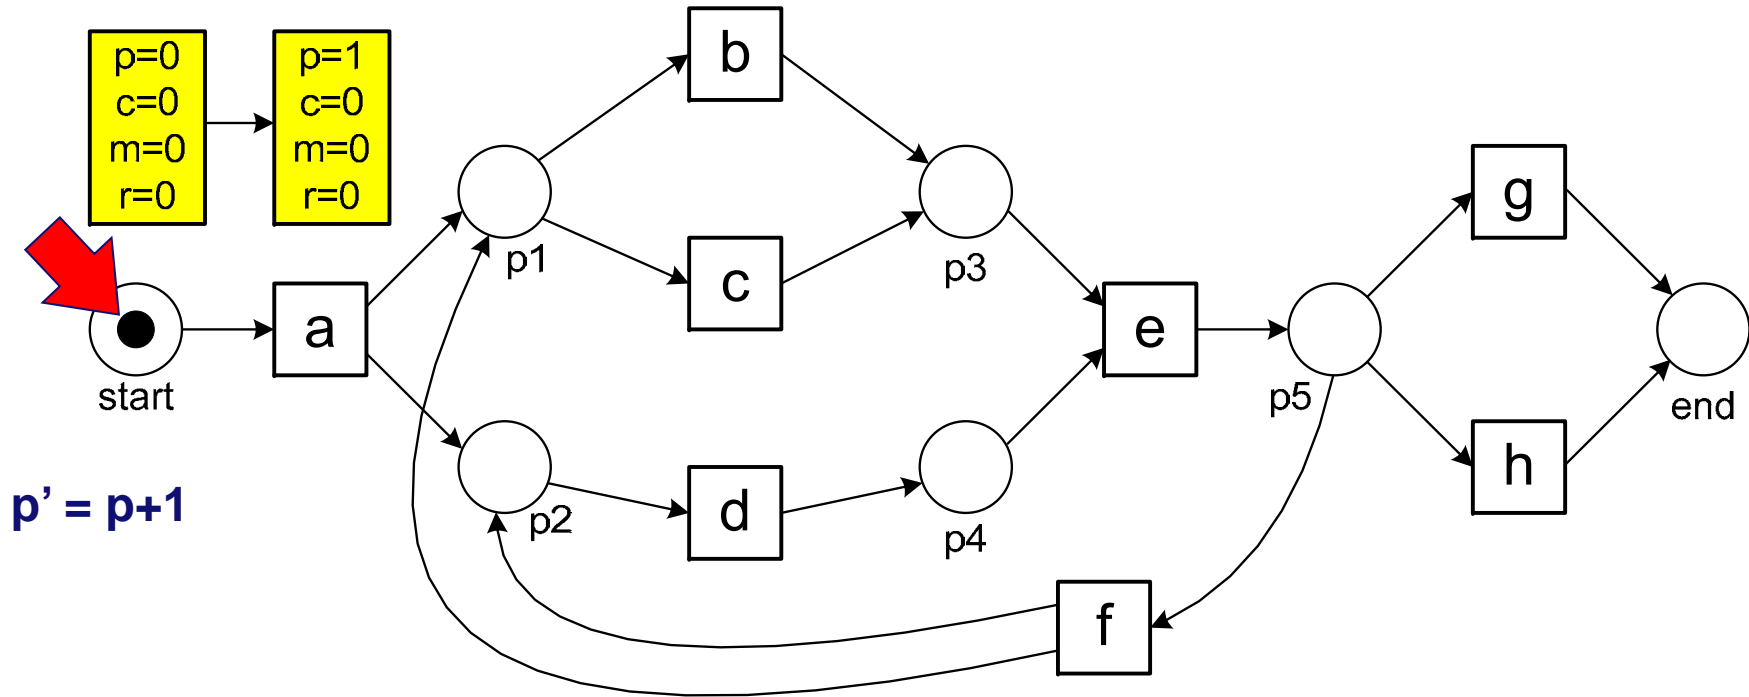 p=0
c=0
m=0
r=0
p=1
c=0
m=0
r=0
b
c
a
d
e
f
g
h
start
p1
p2
p3
p4
p5
end
p’ = p+1